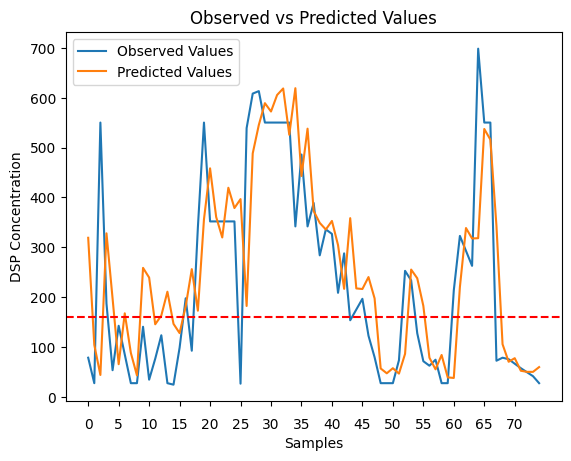 Observed vs Predicted Values
Observed Values
Predicted Values
DSP Concentration
700
600
500
400
300
200
100
0
0 5 10 15 20 25 30 35 40 45 50 55 60 65 70
Samples